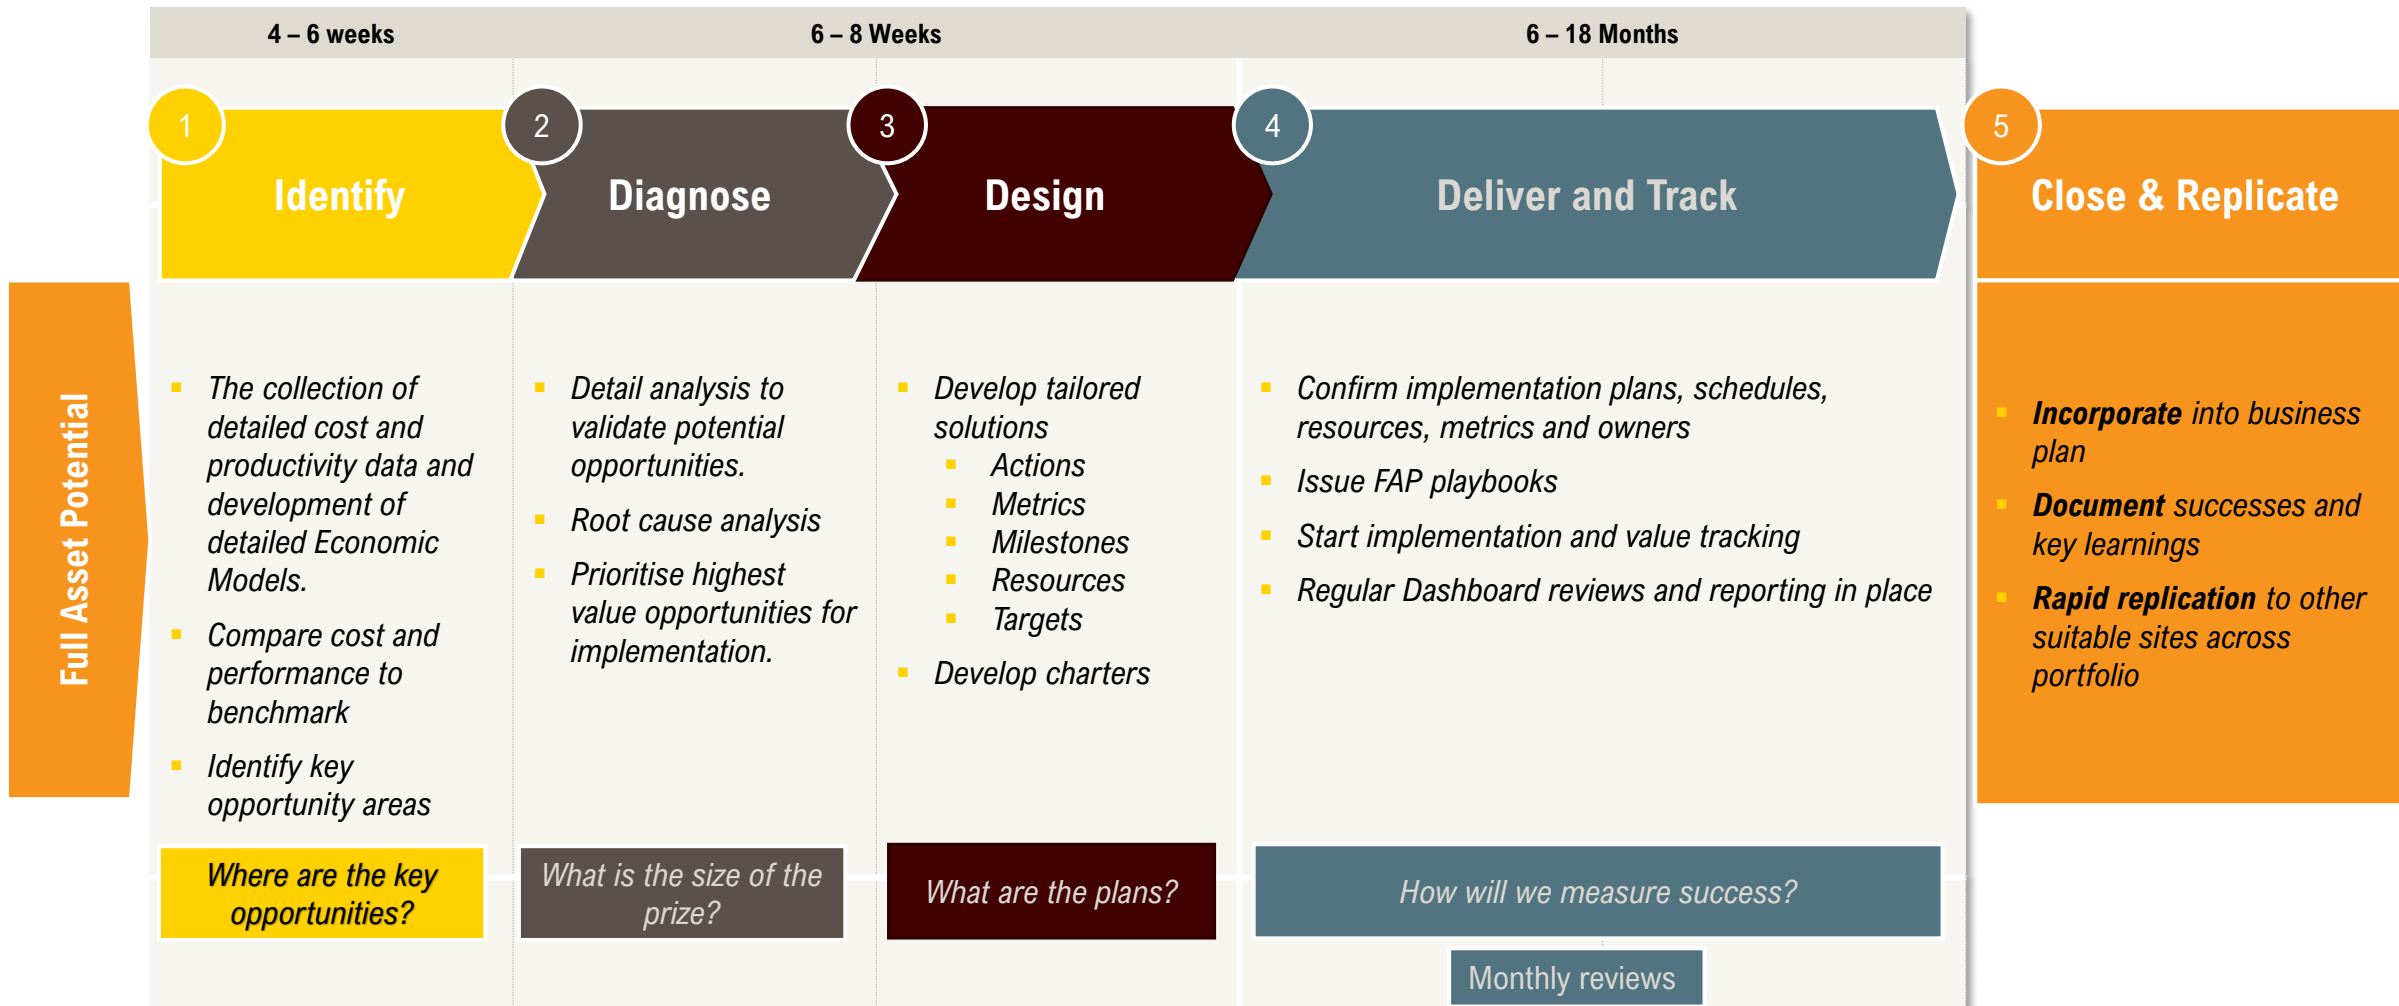 4 – 6 weeks
6 – 8 Weeks
6 – 18 Months
1
Identify
2
Diagnose
3
Design
4
Deliver and Track
5
Close & Replicate
Full Asset Potential
▪ The collection of
detailed cost and
productivity data and
development of
detailed Economic
Models.
▪ Compare cost and
performance to
benchmark
▪ Identify key
opportunity areas
▪ Detail analysis to
validate potential
opportunities.
▪ Root cause analysis
▪ Prioritise highest
value opportunities for
implementation.
▪ Develop tailored
solutions
▪ Actions
▪ Metrics
▪ Milestones
▪ Resources
▪ Targets
▪ Develop charters
▪ Confirm implementation plans, schedules,
resources, metrics and owners
▪ Issue FAP playbooks
▪ Start implementation and value tracking
▪ Regular Dashboard reviews and reporting in place
▪ Incorporate into business
plan
▪ Document successes and
key learnings
▪ Rapid replication to other
suitable sites across
portfolio
Where are the key
opportunities?
What is the size of the
prize?
What are the plans?
How will we measure success?
Monthly reviews